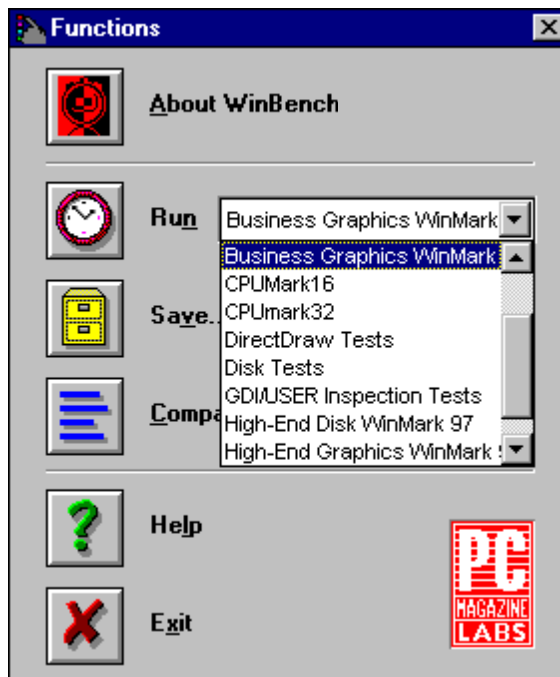 Functions
About WinBench
Run
Business Graphics WinMark
Business Graphics WinMark
CPUMark16
CPUmark32
DirectDraw Tests
Disk Tests
GDI/USER Inspection Tests
High-End Disk WinMark 97
High-End Graphics WinMark
Save..
Compa
Help
Exit
PC
MAGAZINE
LABS